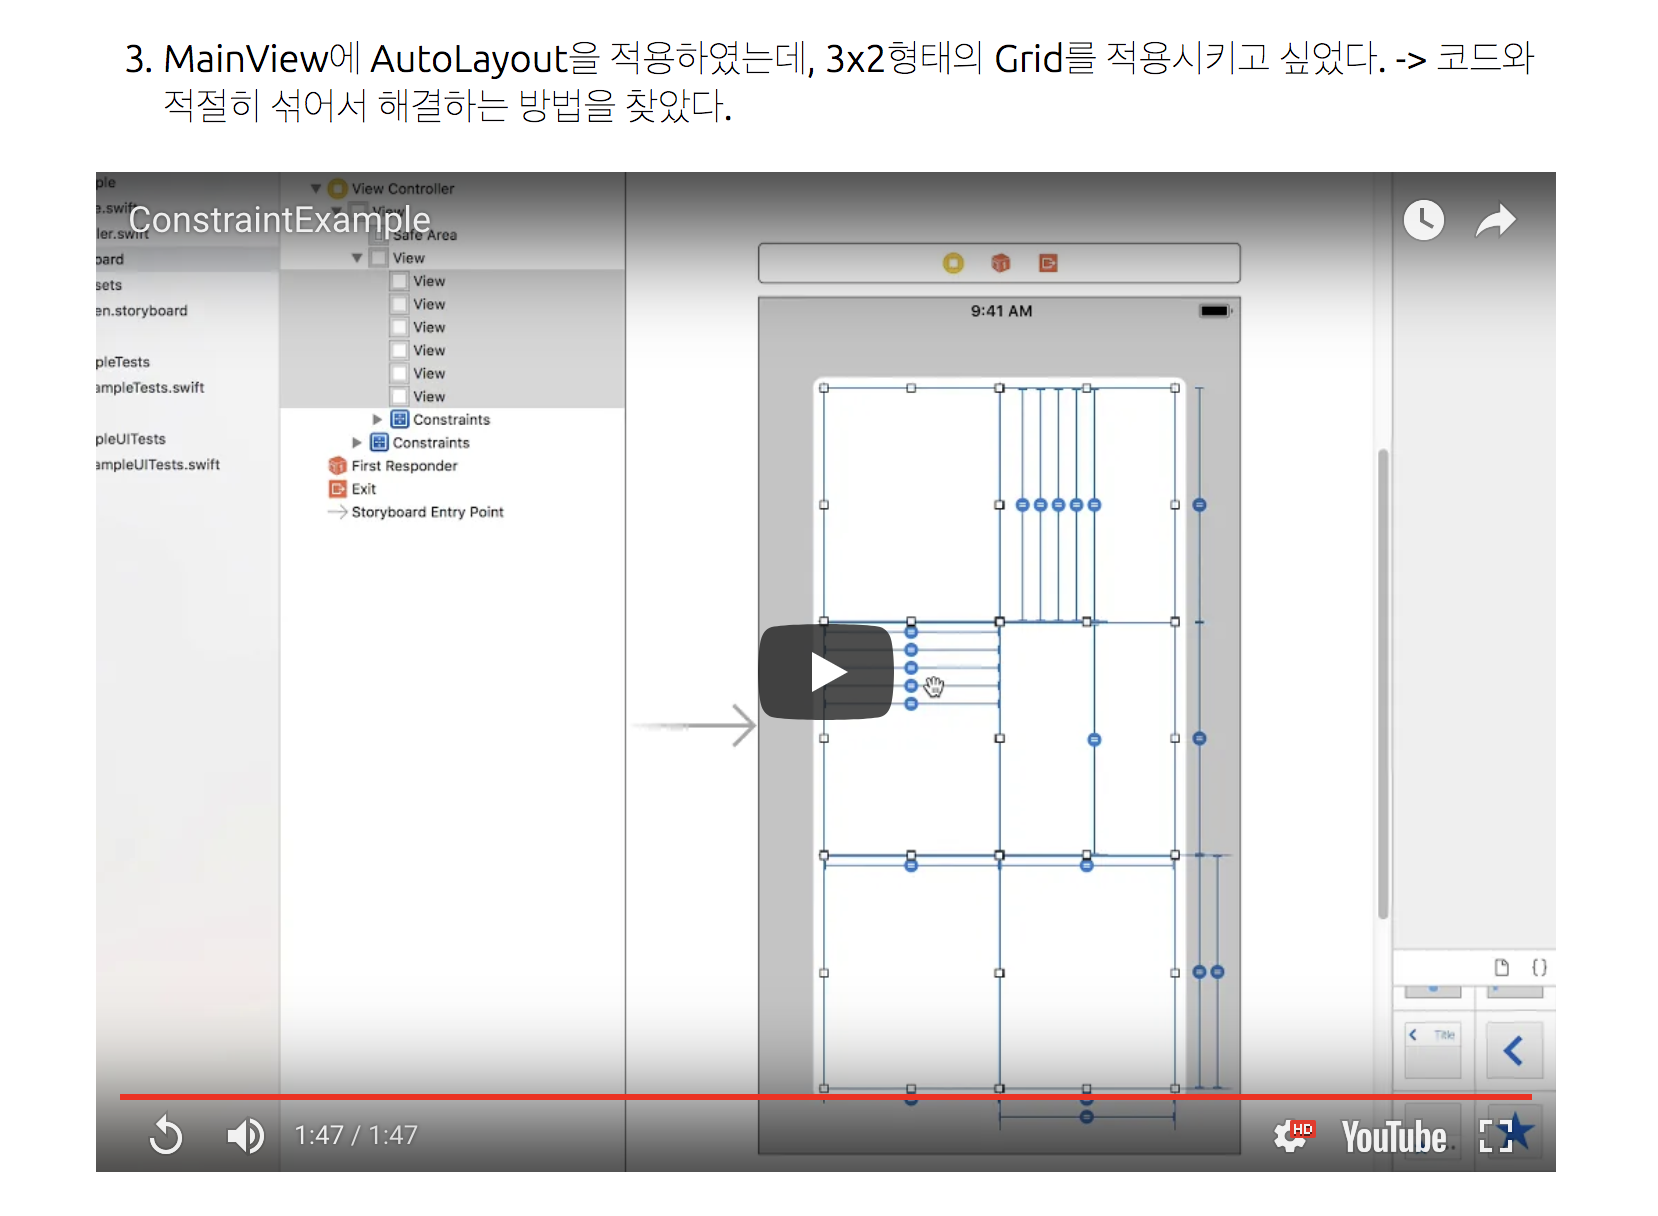 3. MainView에 AutoLayout을 적용하였는데, 3x2형태의 Grid를 적용시키고 싶었다. -> 코드와
적절히 섞어서 해결하는 방법을 찾았다.
ple
e.swift
ler.swift
oard
sets
en.storyboard
pleTests
ampleTests.swift
pleUITests
ampleUITests.swift
ConstraintExample
View Controller
View
Safe Area
View
View
View
View
View
View
View
Constraints
Constraints
First Responder
Exit
Storyboard Entry Point
9:41 AM
{}
Title
1:47 / 1:47
HD
YouTube